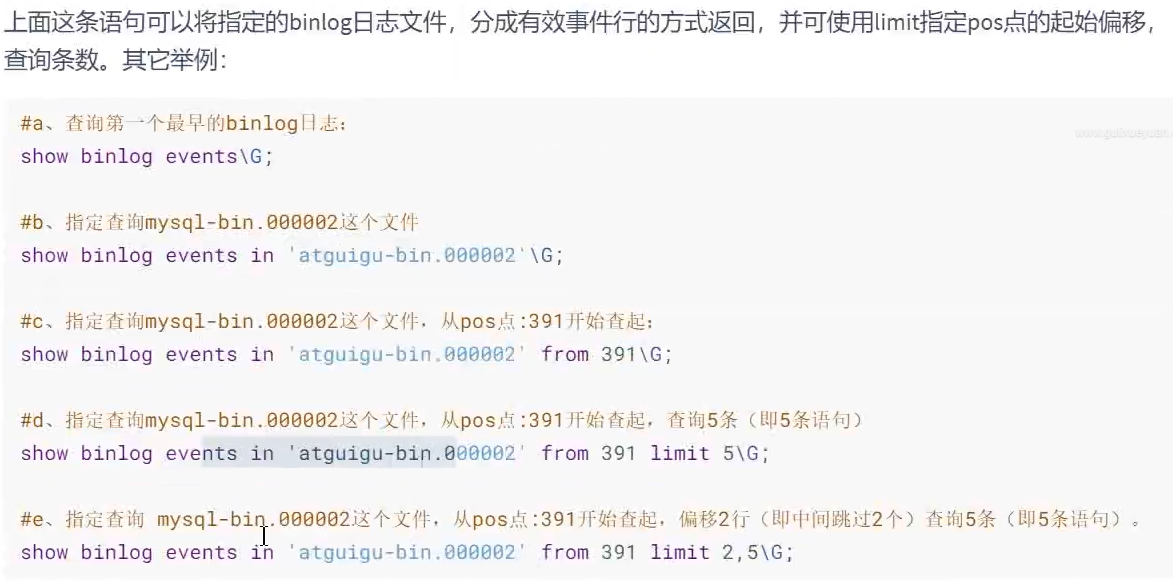 上面这条语句可以将指定的binlog日志文件，分成有效事件行的方式返回，并可使用limit指定pos点的起始偏移，
查询条数。其它举例：
#a、查询第一个最早的binlog日志：
show binlog events\G;
#b、指定查询mysql-bin.000002这个文件
show binlog events in 'atguigu-bin.000002'\G;
#c、指定查询mysql-bin.000002这个文件，从pos点:391开始查起：
show binlog events in 'atguigu-bin.000002' from 391\G;
#d、指定查询mysql-bin.000002这个文件，从pos点:391开始查起，查询5条（即5条语句）
show binlog events in 'atguigu-bin.000002' from 391 limit 5\G;
#e、指定查询 mysql-bin.000002这个文件，从pos点:391开始查起，偏移2行（即中间跳过2个）查询5条（即5条语句）。
show binlog events in 'atguigu-bin.000002' from 391 limit 2,5\G;